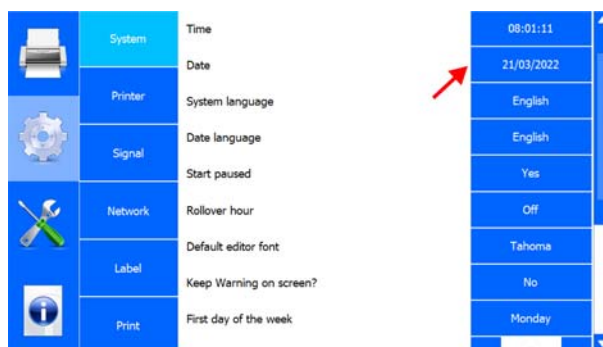 System
Printer
Signal
Network
Label
Print
Time 08:01:11
Date 21/03/2022
System language English
Date language English
Start paused Yes
Rollover hour Off
Default editor font Tahoma
Keep Warning on screen? No
First day of the week Monday